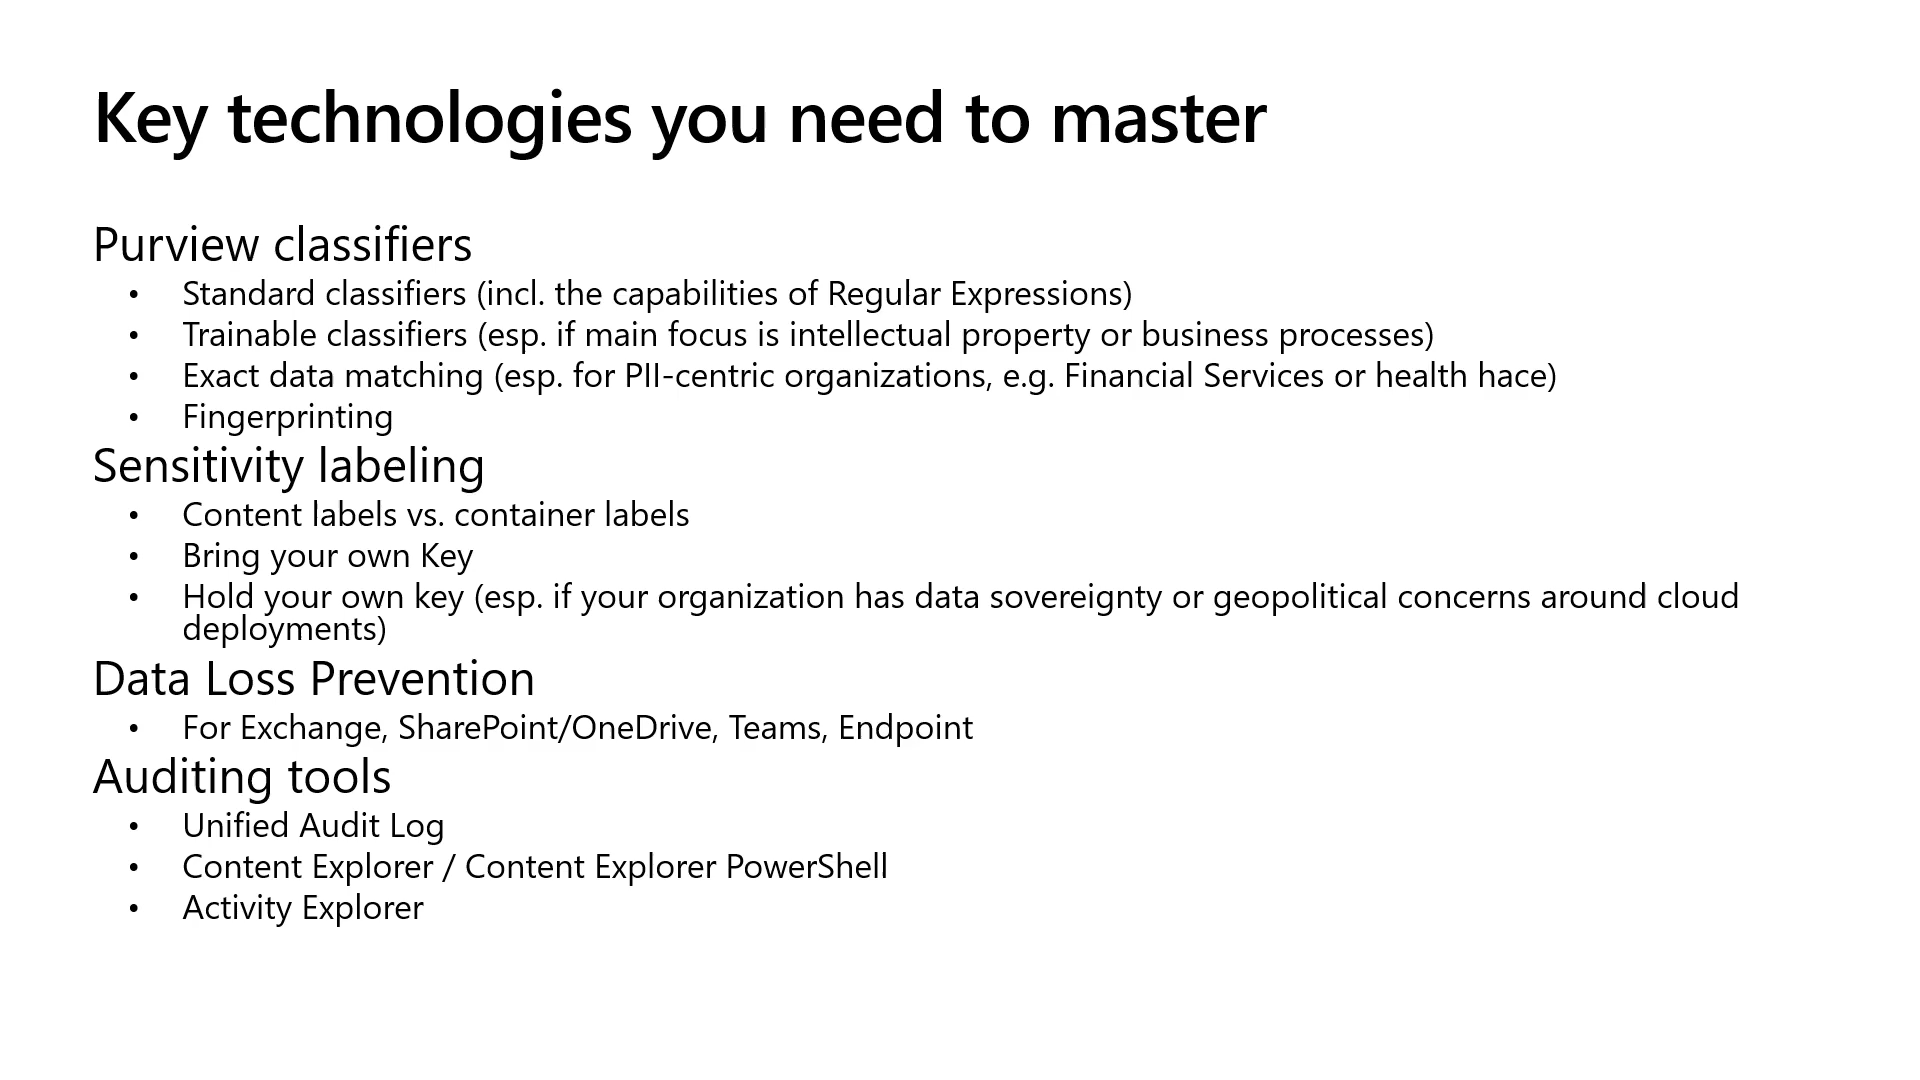 Key technologies you need to master
Purview classifiers
• Standard classifiers (incl. the capabilities of Regular Expressions)
• Trainable classifiers (esp. if main focus is intellectual property or business processes)
• Exact data matching (esp. for PII-centric organizations, e.g. Financial Services or health hace)
• Fingerprinting
Sensitivity labeling
• Content labels vs. container labels
• Bring your own Key
• Hold your own key (esp. if your organization has data sovereignty or geopolitical concerns around cloud
deployments)
Data Loss Prevention
• For Exchange, SharePoint/OneDrive, Teams, Endpoint
Auditing tools
• Unified Audit Log
• Content Explorer / Content Explorer PowerShell
• Activity Explorer